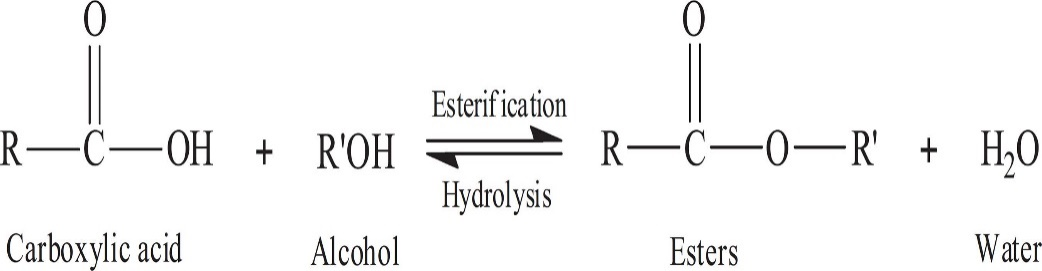 O O
Esterification
R C OH + R'OH R C O R' + H₂O
Hydrolysis
Carboxylic acid Alcohol Esters Water